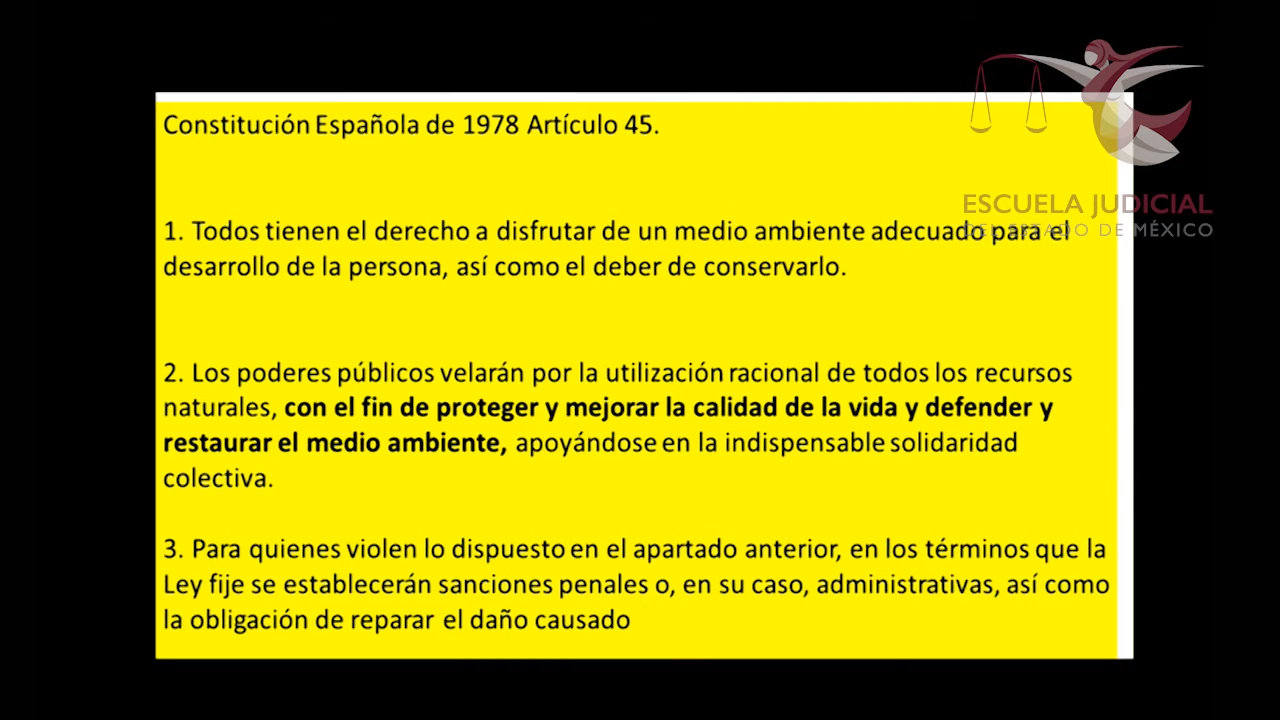 Constitución Española de 1978 Artículo 45.
ESCUELA JUDICIAL
DEL ESTADO DE MÉXICO
1. Todos tienen el derecho a disfrutar de un medio ambiente adecuado para el
desarrollo de la persona, así como el deber de conservarlo.
2. Los poderes públicos velarán por la utilización racional de todos los recursos
naturales, con el fin de proteger y mejorar la calidad de la vida y defender y
restaurar el medio ambiente, apoyándose en la indispensable solidaridad
colectiva.
3. Para quienes violen lo dispuesto en el apartado anterior, en los términos que la
Ley fije se establecerán sanciones penales o, en su caso, administrativas, así como
la obligación de reparar el daño causado